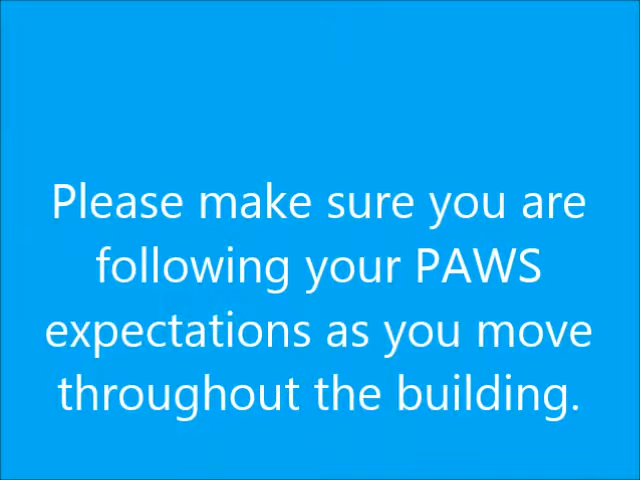 Please make sure you are
following your PAWS
expectations as you move
throughout the building.